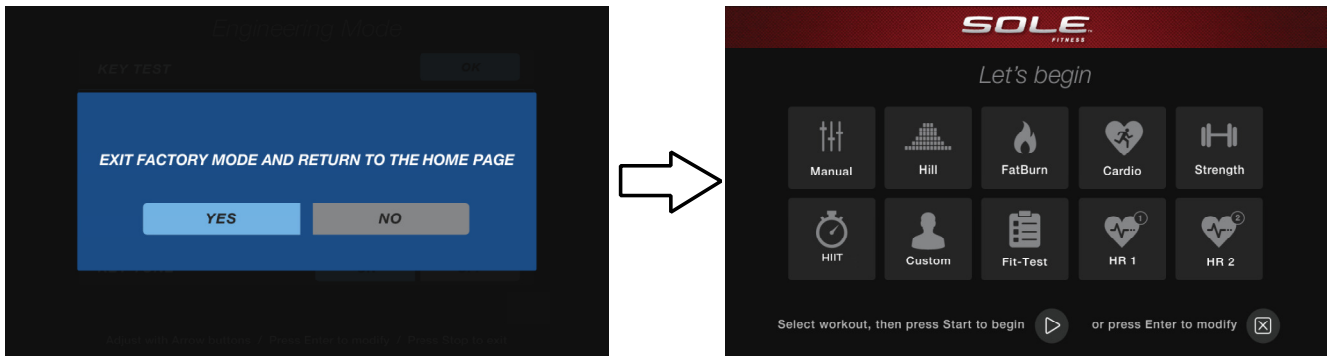 Engineering Mode
KEY TEST
OK
EXIT FACTORY MODE AND RETURN TO THE HOME PAGE
YES
NO
Adjust with Arrow buttons / Press Enter to modify / Press Stop to exit
SOLE
FITNESS
Let's begin
Manual
Hill
FatBurn
Cardio
Strength
HIIT
Custom
Fit-Test
1
HR 1
2
HR 2
Select workout, then press Start to begin
or press Enter to modify